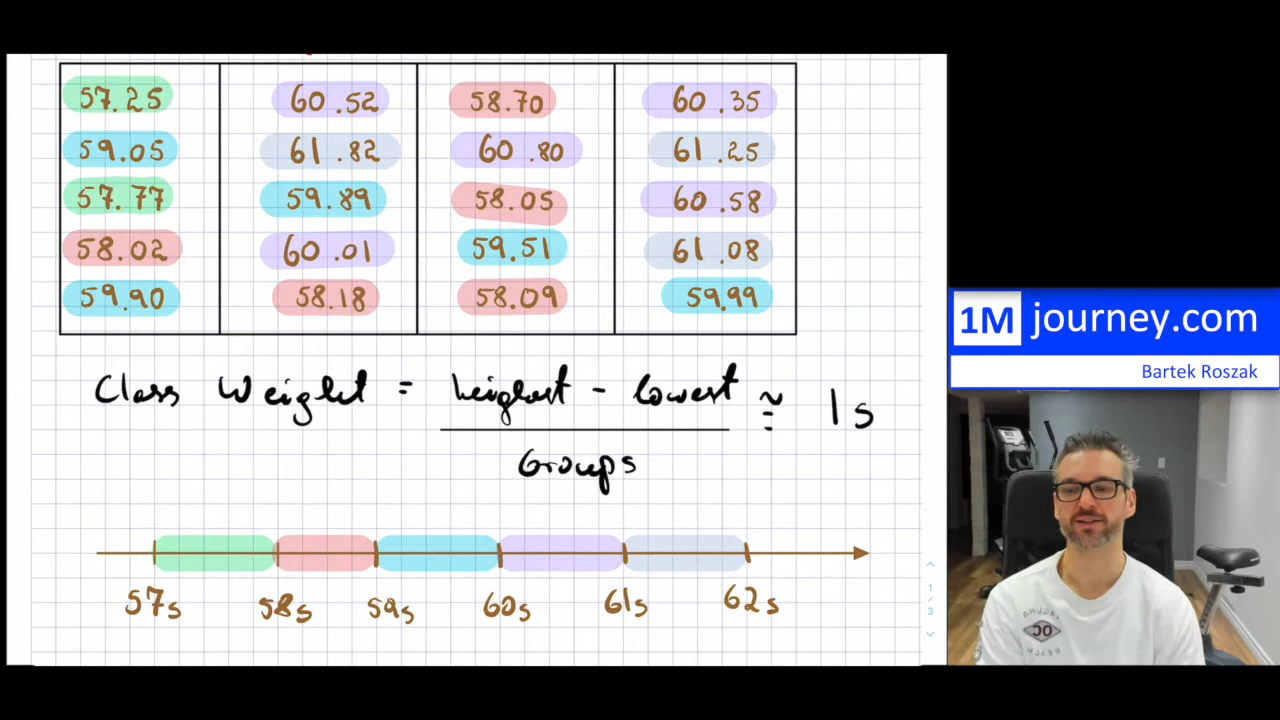 57.25 60.52 58.70 60.35
59.05 61.82 60.80 61.25
57.77 59.89 58.05 60.58
58.02 60.01 59.51 61.08
59.90 58.18 58.09 59.99
Class Weight = heighest - lowest ≅ 1s
Groups
57s 58s 59s 60s 61s 62s
1M journey.com
Bartek Roszak
1
/
3
OC